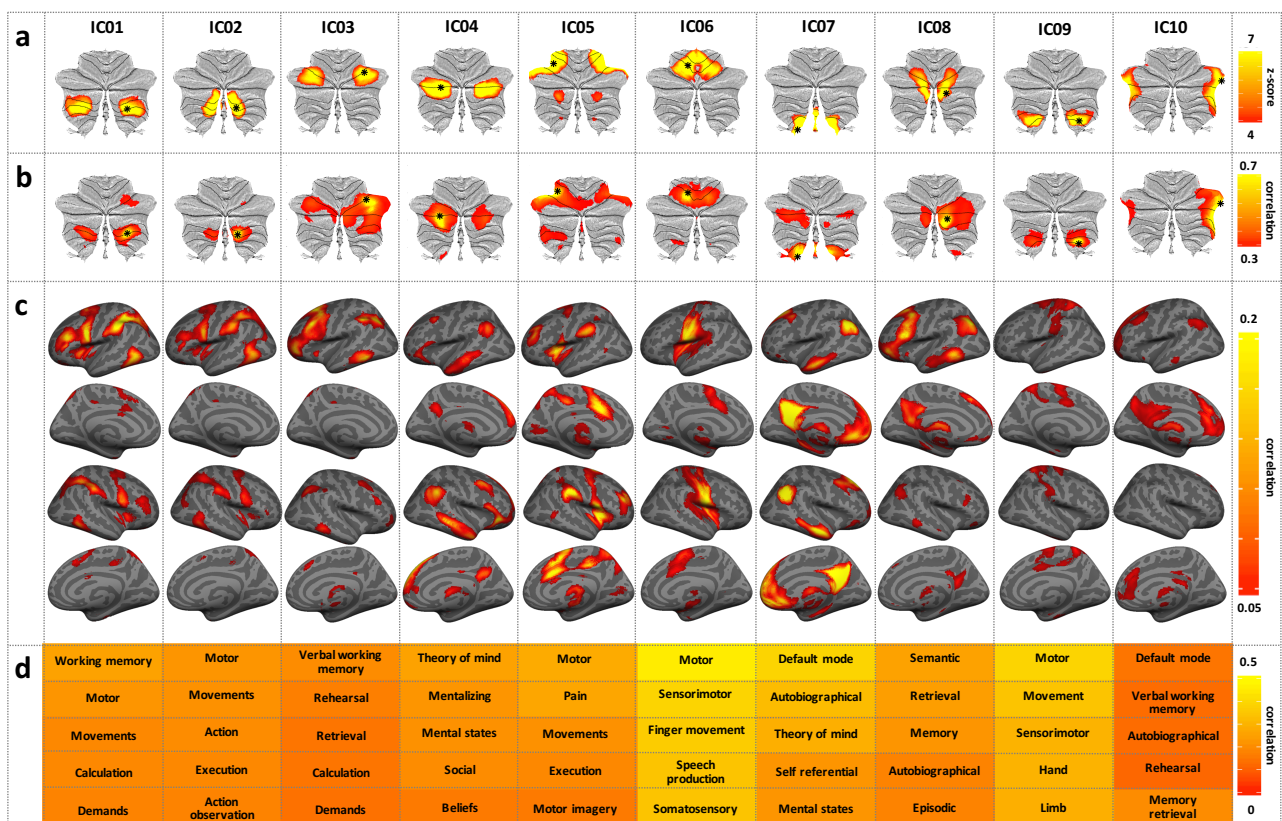 IC01 IC02 IC03 IC04 IC05 IC06 IC07 IC08 IC09 IC10
a
7
z-score
4
b
0.7
correlation
0.3
c
0.2
correlation
0.05
d
Working memory Motor Verbal working memory Theory of mind Motor Motor Default mode Semantic Motor Default mode
Motor Movements Rehearsal Mentalizing Pain Sensorimotor Autobiographical Retrieval Movement Verbal working memory
Movements Action Retrieval Mental states Movements Finger movement Theory of mind Memory Sensorimotor Autobiographical
Calculation Execution Calculation Social Execution Speech production Self referential Autobiographical Hand Rehearsal
Demands Action observation Demands Beliefs Motor imagery Somatosensory Mental states Episodic Limb Memory retrieval
0.5
correlation
0